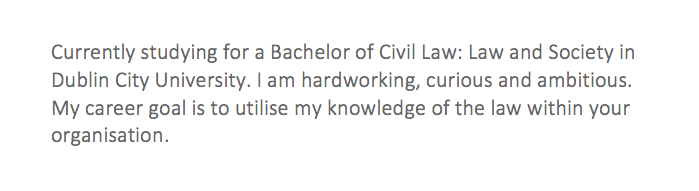 Currently studying for a Bachelor of Civil Law: Law and Society in
Dublin City University. I am hardworking, curious and ambitious.
My career goal is to utilise my knowledge of the law within your
organisation.